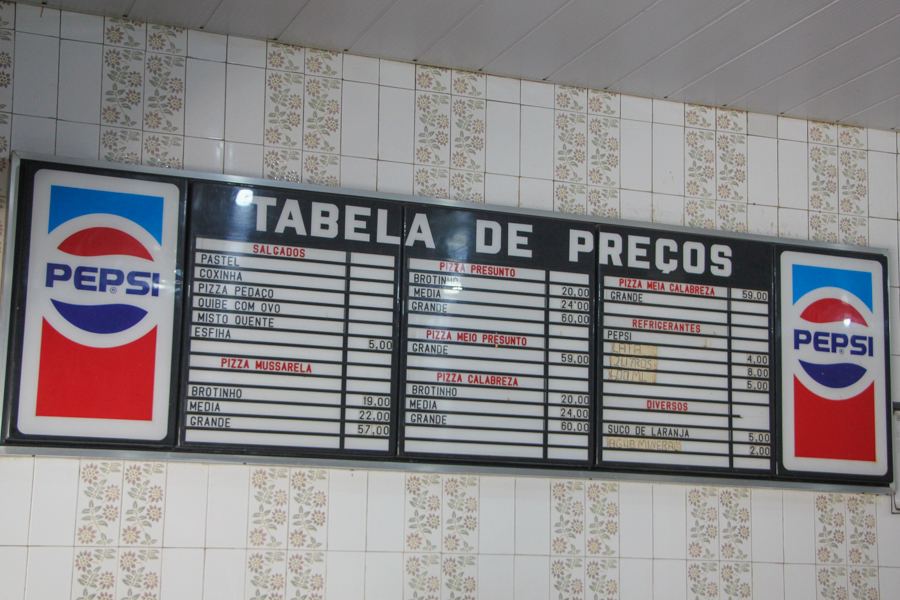 TABELA DE PREÇOS
PEPSI
®
SALGADOS
PASTEL
COXINHA
PIZZA PEDAÇO
QUIBE COM OVO
MISTO QUENTE
ESFIHA 5,00
PIZZA MUSSARELA
BROTINHO 19,00
MEDIA 22,00
GRANDE 57,00
PIZZA PRESUNTO
BROTINHO 20,00
MEDIA 24,00
GRANDE 60,00
PIZZA MEIO PRESUNTO
GRANDE 59,00
PIZZA CALABREZA
BROTINHO 20,00
MEDIA 24,00
GRANDE 60,00
PIZZA MEIA CALABREZA
GRANDE 59,00
REFRIGERANTES
PEPSI
LATAS 4,00
2LITROS 8,00
600ML 5,00
DIVERSOS
SUCO DE LARANJA 5,00
AGUA MINERAL 2,00
PEPSI
®